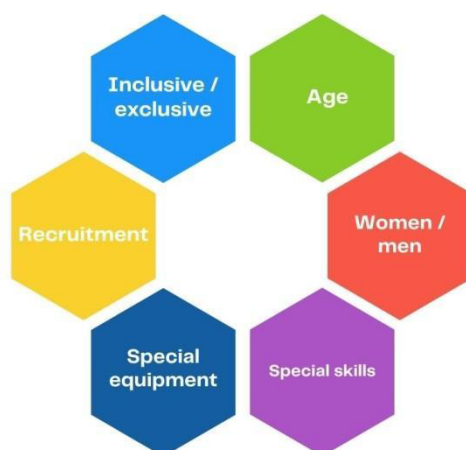 Inclusive /
exclusive
Age
Recruitment
Women /
men
Special
equipment
Special skills